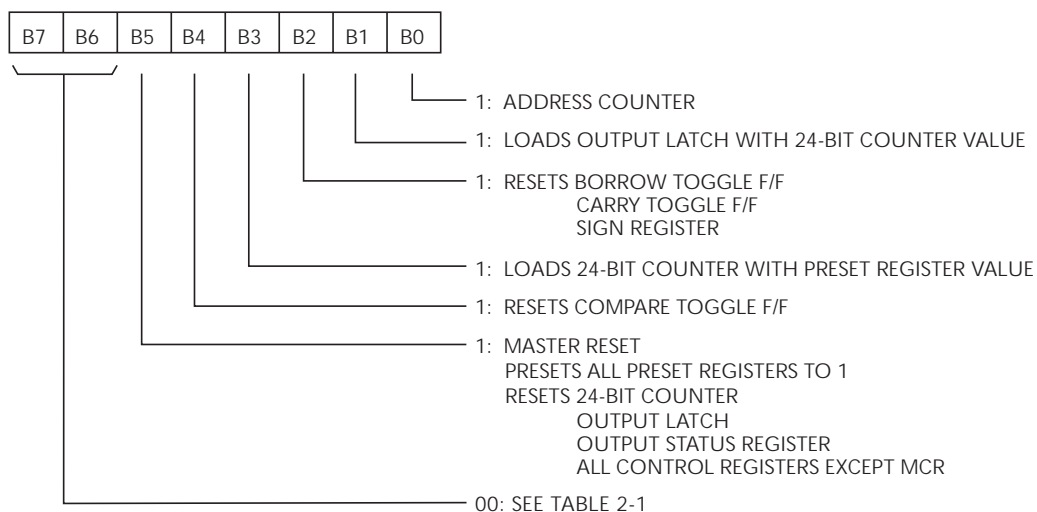 B7 B6 B5 B4 B3 B2 B1 B0
1: ADDRESS COUNTER
1: LOADS OUTPUT LATCH WITH 24-BIT COUNTER VALUE
1: RESETS BORROW TOGGLE F/F
CARRY TOGGLE F/F
SIGN REGISTER
1: LOADS 24-BIT COUNTER WITH PRESET REGISTER VALUE
1: RESETS COMPARE TOGGLE F/F
1: MASTER RESET
PRESETS ALL PRESET REGISTERS TO 1
RESETS 24-BIT COUNTER
OUTPUT LATCH
OUTPUT STATUS REGISTER
ALL CONTROL REGISTERS EXCEPT MCR
00: SEE TABLE 2-1